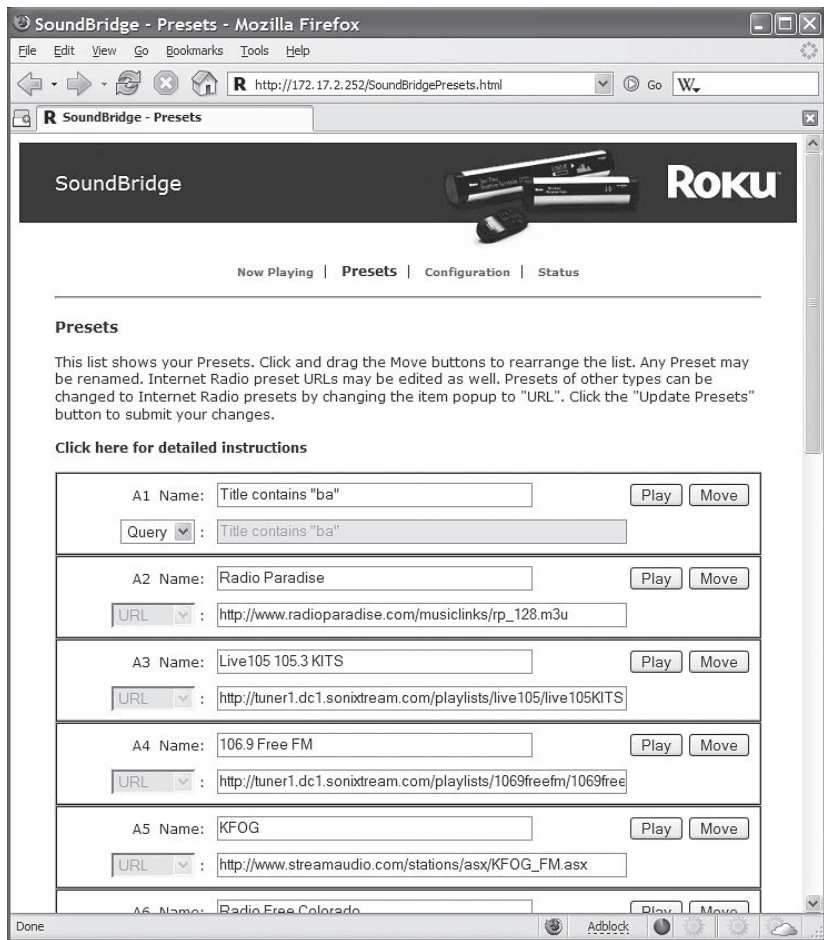 SoundBridge - Presets - Mozilla Firefox
File Edit View Go Bookmarks Tools Help
R http://172.17.2.252/SoundBridgePresets.html Go W.
R SoundBridge - Presets
SoundBridge
ROKU
Now Playing | Presets | Configuration | Status
Presets
This list shows your Presets. Click and drag the Move buttons to rearrange the list. Any Preset may
be renamed. Internet Radio preset URLs may be edited as well. Presets of other types can be
changed to Internet Radio presets by changing the item popup to "URL". Click the "Update Presets"
button to submit your changes.
Click here for detailed instructions
A1 Name: Title contains "ba" Play Move
Query : Title contains "ba"
A2 Name: Radio Paradise Play Move
URL : http://www.radioparadise.com/musiclinks/rp_128.m3u
A3 Name: Live105 105.3 KITS Play Move
URL : http://tuner1.dc1.sonixtream.com/playlists/live105/live105KITS
A4 Name: 106.9 Free FM Play Move
URL : http://tuner1.dc1.sonixtream.com/playlists/1069freefm/1069free
A5 Name: KFOG Play Move
URL : http://www.streamaudio.com/stations/asx/KFOG_FM.asx
A6 Name: Radio Free Colorado Play Move
Done Adblock